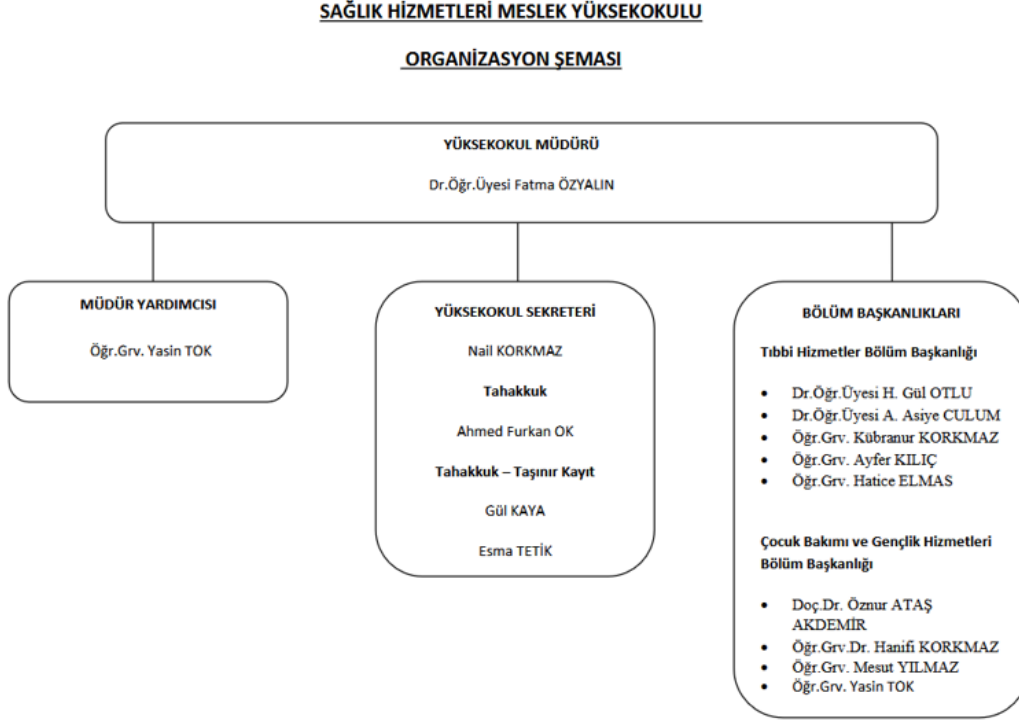 SAĞLIK HİZMETLERİ MESLEK YÜKSEKOKULU
ORGANİZASYON ŞEMASI
YÜKSEKOKUL MÜDÜRÜ
Dr.Öğr.Üyesi Fatma ÖZYALIN
MÜDÜR YARDIMCISI
Öğr.Grv. Yasin TOK
YÜKSEKOKUL SEKRETERİ
Nail KORKMAZ
Tahakkuk
Ahmed Furkan OK
Tahakkuk – Taşınır Kayıt
Gül KAYA
Esma TETİK
BÖLÜM BAŞKANLIKLARI
Tıbbi Hizmetler Bölüm Başkanlığı
• Dr.Öğr.Üyesi H. Gül OTLU
• Dr.Öğr.Üyesi A. Asiye CULUM
• Öğr.Grv. Kübranur KORKMAZ
• Öğr.Grv. Ayfer KILIÇ
• Öğr.Grv. Hatice ELMAS
Çocuk Bakımı ve Gençlik Hizmetleri
Bölüm Başkanlığı
• Doç.Dr. Öznur ATAŞ
AKDEMİR
• Öğr.Grv.Dr. Hanifi KORKMAZ
• Öğr.Grv. Mesut YILMAZ
• Öğr.Grv. Yasin TOK